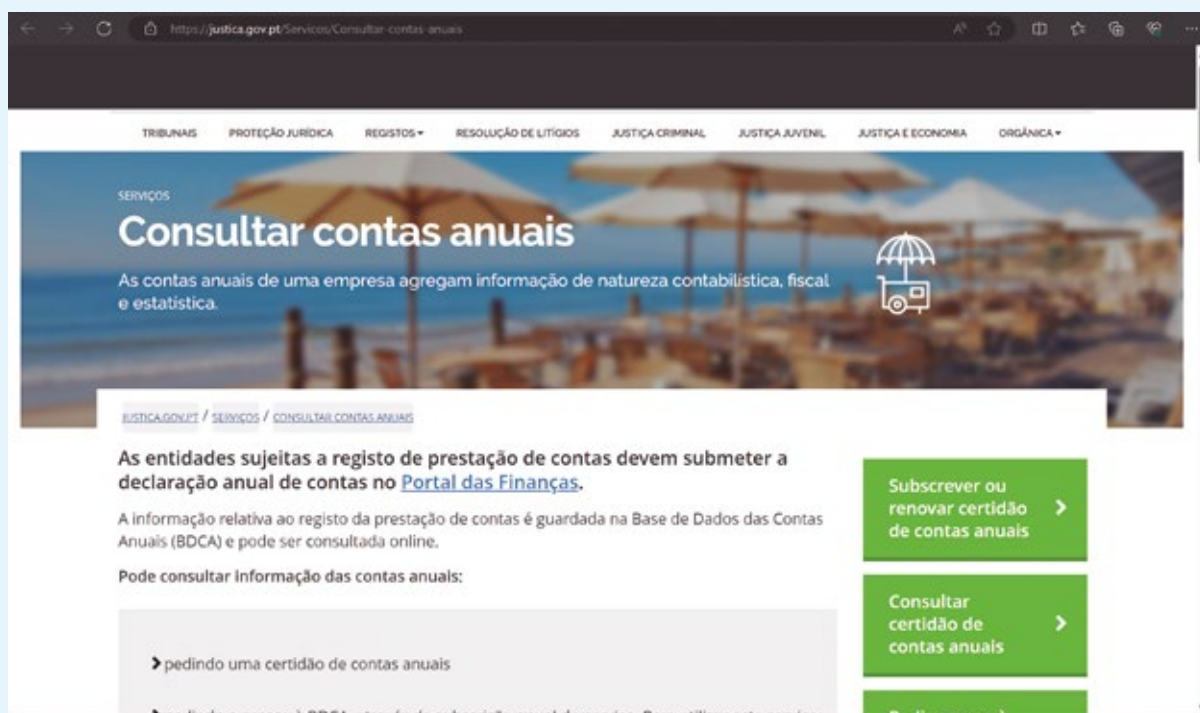 https://justica.gov.pt/Servicos/Consultar-contas-anuais
TRIBUNAIS PROTEÇÃO JURÍDICA REGISTOS RESOLUÇÃO DE LITÍGIOS JUSTIÇA CRIMINAL JUSTIÇA JUVENIL JUSTIÇA E ECONOMIA ORGÂNICA
SERVIÇOS
Consultar contas anuais
As contas anuais de uma empresa agregam informação de natureza contabilística, fiscal
e estatística.
JUSTICA.GOV.PT / SERVIÇOS / CONSULTAR CONTAS ANUAIS
As entidades sujeitas a registo de prestação de contas devem submeter a
declaração anual de contas no Portal das Finanças.
A informação relativa ao registo da prestação de contas é guardada na Base de Dados das Contas
Anuais (BDCA) e pode ser consultada online.
Pode consultar informação das contas anuais:
pedindo uma certidão de contas anuais
Subscrever ou
renovar certidão
de contas anuais
Consultar
certidão de
contas anuais